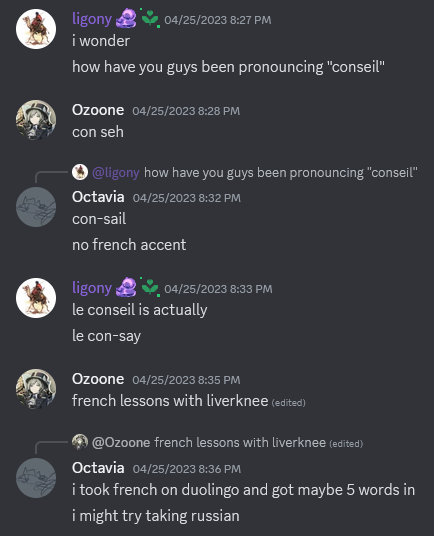 ligony 04/25/2023 8:27 PM
i wonder
how have you guys been pronouncing "conseil"
Ozoone 04/25/2023 8:28 PM
con seh
@ligony how have you guys been pronouncing "conseil"
Octavia 04/25/2023 8:32 PM
con-sail
no french accent
ligony 04/25/2023 8:33 PM
le conseil is actually
le con-say
Ozoone 04/25/2023 8:35 PM
french lessons with liverknee (edited)
@Ozoone french lessons with liverknee (edited)
Octavia 04/25/2023 8:36 PM
i took french on duolingo and got maybe 5 words in
i might try taking russian